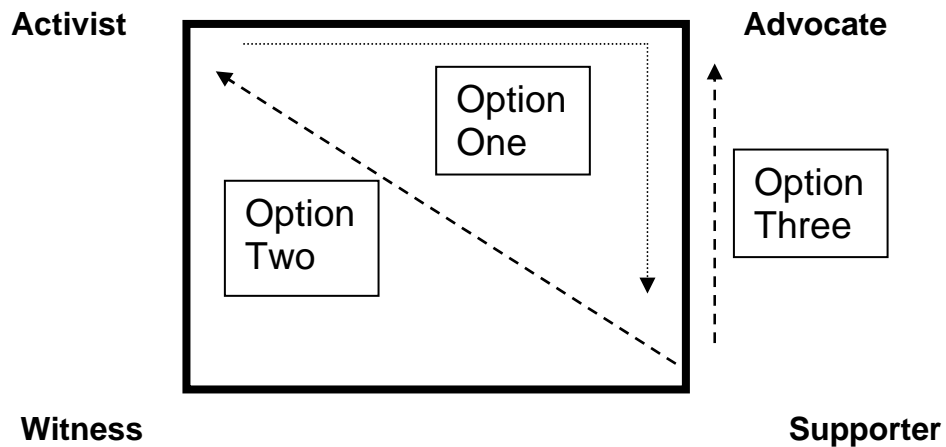 Activist
Advocate
Option
One
Option
Three
Option
Two
Witness
Supporter